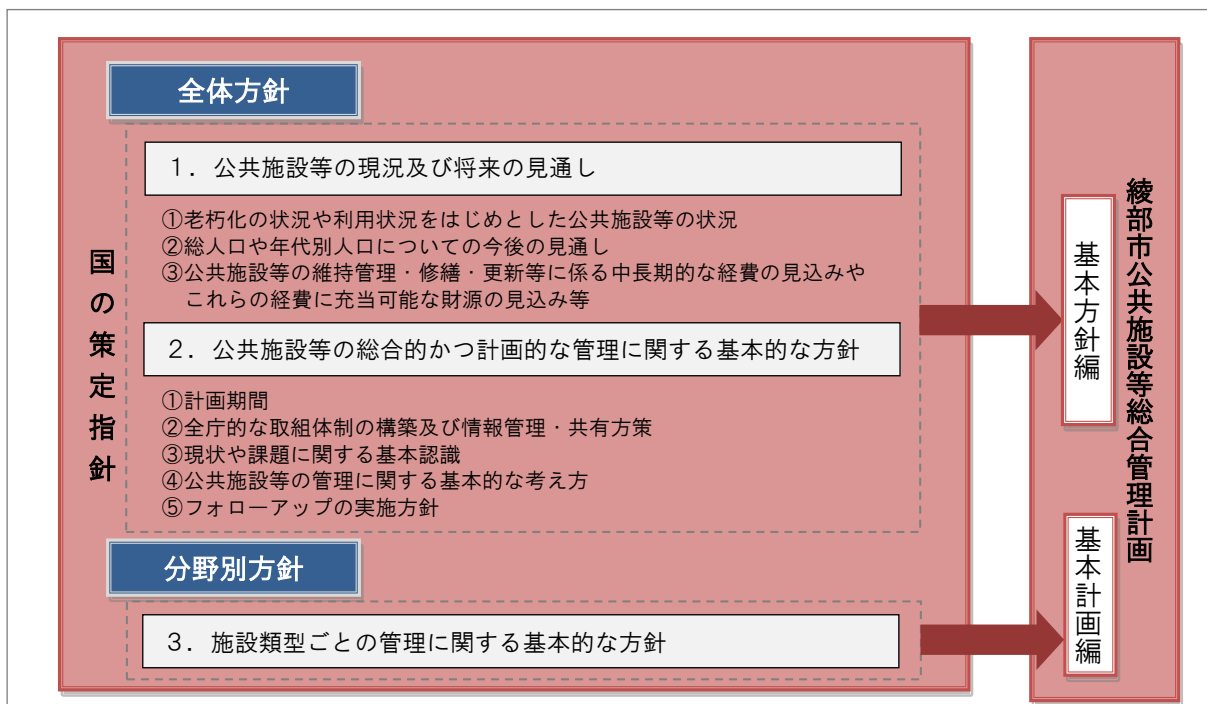 国の策定指針
全体方針
１．公共施設等の現況及び将来の見通し
①老朽化の状況や利用状況をはじめとした公共施設等の状況
②総人口や年代別人口についての今後の見通し
③公共施設等の維持管理・修繕・更新等に係る中長期的な経費の見込みや
これらの経費に充当可能な財源の見込み等
２．公共施設等の総合的かつ計画的な管理に関する基本的な方針
①計画期間
②全庁的な取組体制の構築及び情報管理・共有方策
③現状や課題に関する基本認識
④公共施設等の管理に関する基本的な考え方
⑤フォローアップの実施方針
分野別方針
３．施設類型ごとの管理に関する基本的な方針
綾部市公共施設等総合管理計画
基本方針編
基本計画編